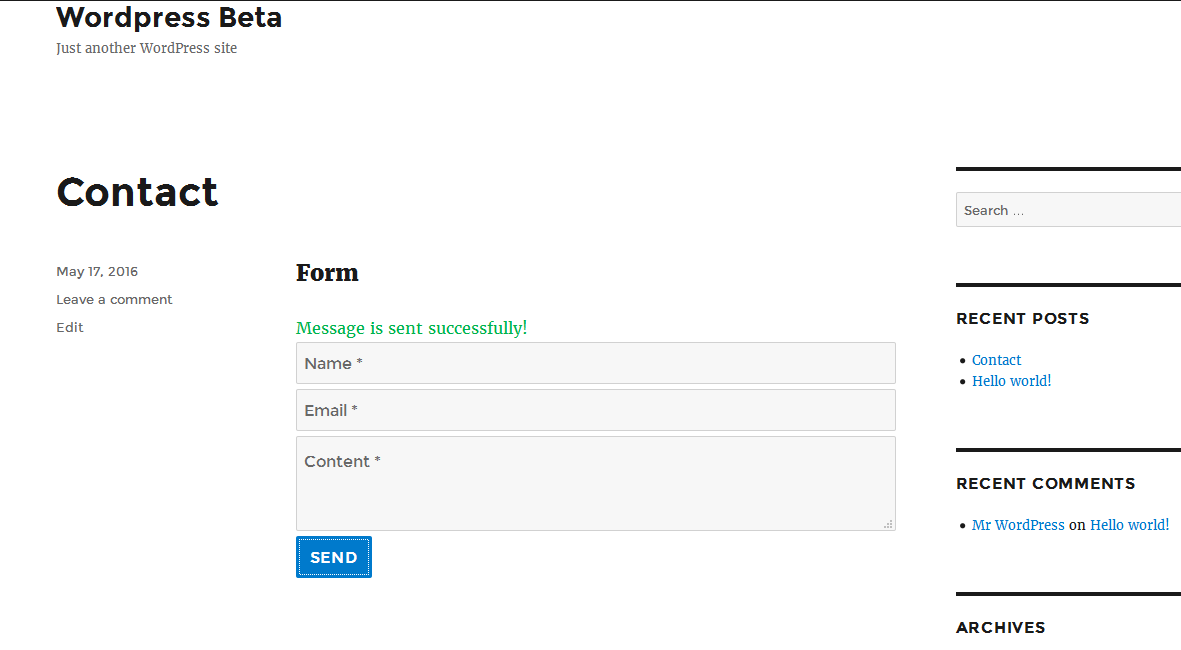 Wordpress Beta
Just another WordPress site
Contact
May 17, 2016
Leave a comment
Edit
Form
Message is sent successfully!
Name *
Email *
Content *
SEND
Search ...
RECENT POSTS
Contact
Hello world!
RECENT COMMENTS
Mr WordPress on Hello world!
ARCHIVES